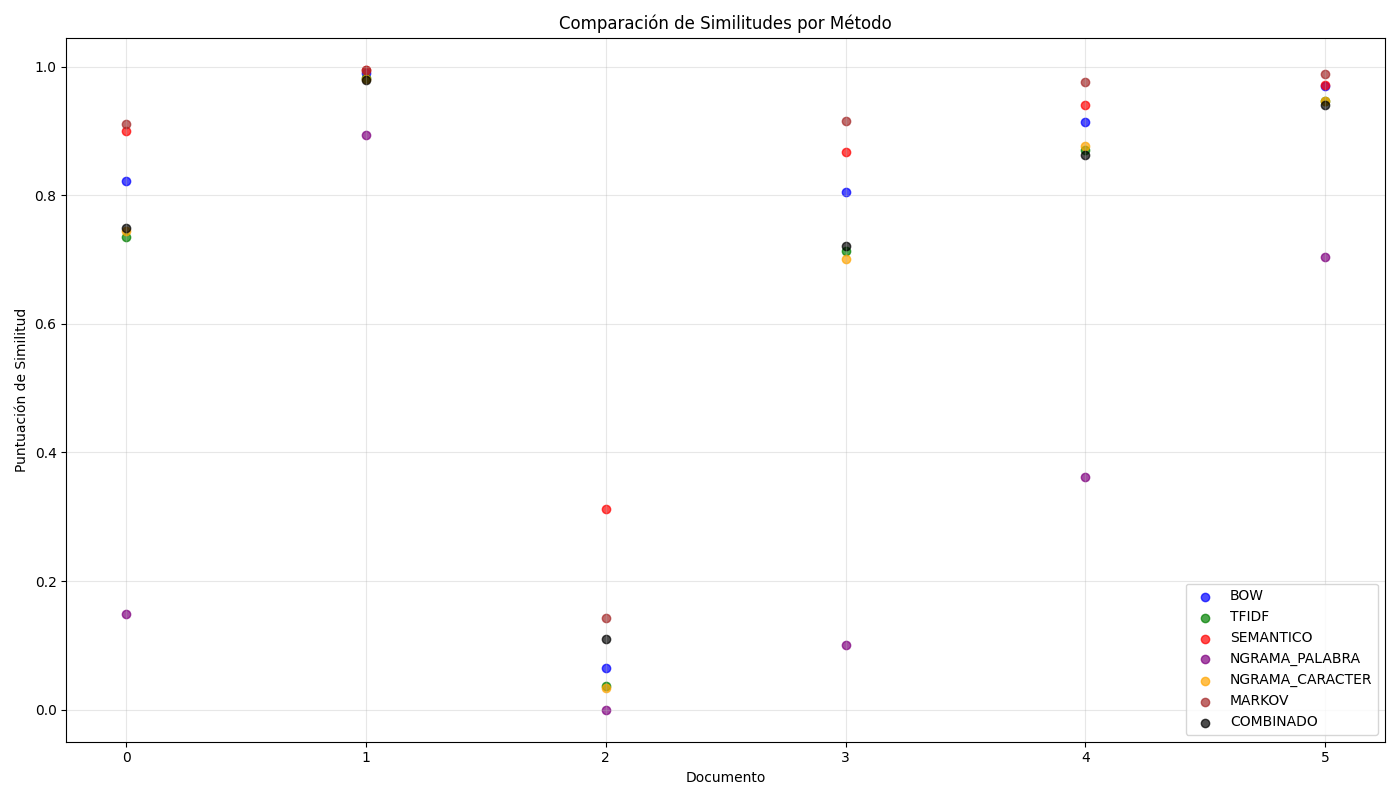 Comparación de Similitudes por Método
Puntuación de Similitud
1.0
0.8
0.6
0.4
0.2
0.0
0 1 2 3 4 5
Documento
BOW
TFIDF
SEMANTICO
NGRAMA_PALABRA
NGRAMA_CARACTER
MARKOV
COMBINADO